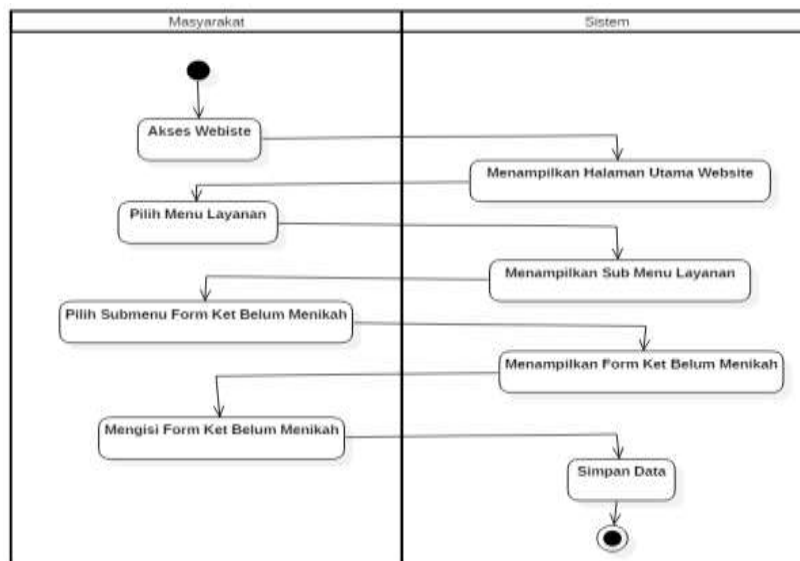 Masyarakat
Sistem
Akses Webiste
Menampilkan Halaman Utama Website
Pilih Menu Layanan
Menampilkan Sub Menu Layanan
Pilih Submenu Form Ket Belum Menikah
Menampilkan Form Ket Belum Menikah
Mengisi Form Ket Belum Menikah
Simpan Data